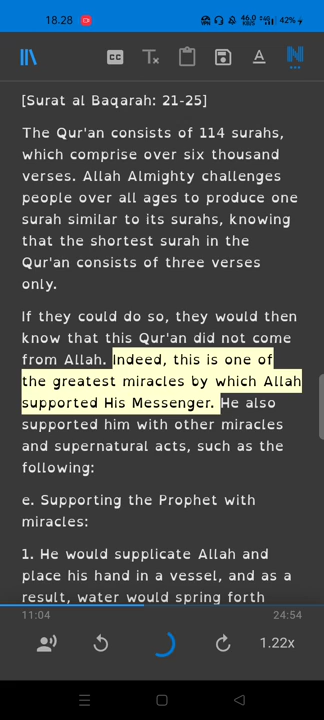 18.28 46.0 KB/S 42%
CC
[Surat al Baqarah: 21-25]
The Qur'an consists of 114 surahs,
which comprise over six thousand
verses. Allah Almighty challenges
people over all ages to produce one
surah similar to its surahs, knowing
that the shortest surah in the
Qur'an consists of three verses
only.
If they could do so, they would then
know that this Qur'an did not come
from Allah. Indeed, this is one of
the greatest miracles by which Allah
supported His Messenger. He also
supported him with other miracles
and supernatural acts, such as the
following:
e. Supporting the Prophet with
miracles:
1. He would supplicate Allah and
place his hand in a vessel, and as a
result, water would spring forth
11:04 24:54
1.22x